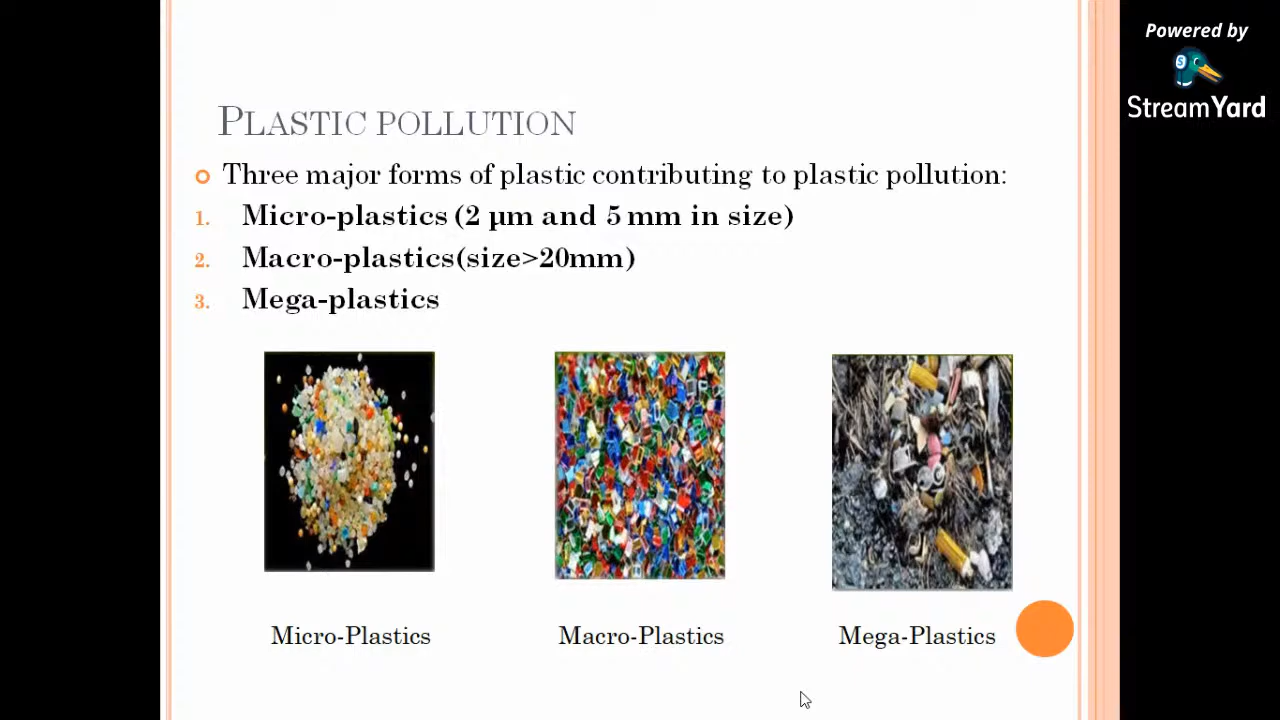 Powered by
StreamYard
PLASTIC POLLUTION
Three major forms of plastic contributing to plastic pollution:
1. Micro-plastics (2 µm and 5 mm in size)
2. Macro-plastics(size>20mm)
3. Mega-plastics
Micro-Plastics
Macro-Plastics
Mega-Plastics